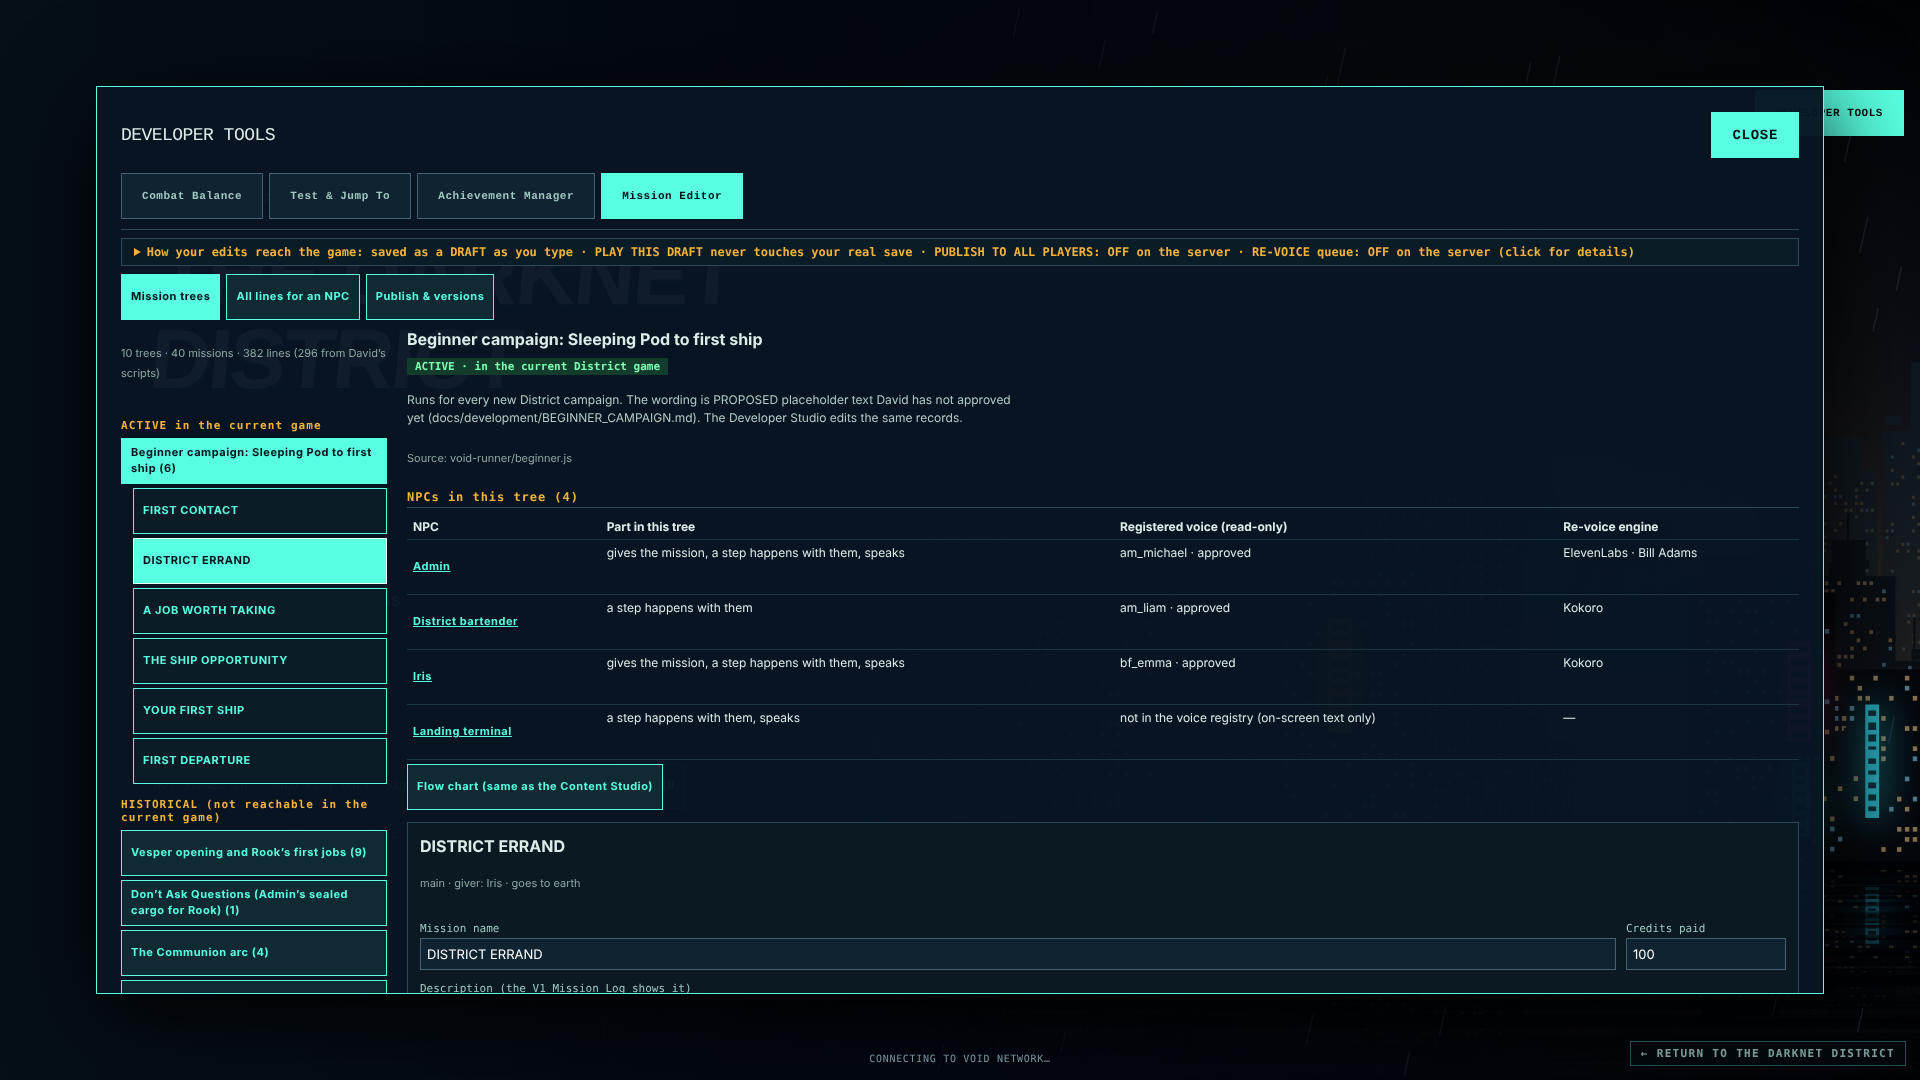 DEVELOPER TOOLS
CLOSE
PER TOOLS
Combat Balance
Test & Jump To
Achievement Manager
Mission Editor
▶ How your edits reach the game: saved as a DRAFT as you type · PLAY THIS DRAFT never touches your real save · PUBLISH TO ALL PLAYERS: OFF on the server · RE-VOICE queue: OFF on the server (click for details)
Mission trees
All lines for an NPC
Publish & versions
DARKNET
DISTRICT
10 trees · 40 missions · 382 lines (296 from David’s
scripts)
ACTIVE in the current game
Beginner campaign: Sleeping Pod to first
ship (6)
FIRST CONTACT
DISTRICT ERRAND
A JOB WORTH TAKING
THE SHIP OPPORTUNITY
YOUR FIRST SHIP
FIRST DEPARTURE
HISTORICAL (not reachable in the
current game)
Vesper opening and Rook’s first jobs (9)
Don’t Ask Questions (Admin’s sealed
cargo for Rook) (1)
The Communion arc (4)
Beginner campaign: Sleeping Pod to first ship
ACTIVE · in the current District game
Runs for every new District campaign. The wording is PROPOSED placeholder text David has not approved
yet (docs/development/BEGINNER_CAMPAIGN.md). The Developer Studio edits the same records.
Source: void-runner/beginner.js
NPCs in this tree (4)
NPC Part in this tree Registered voice (read-only) Re-voice engine
Admin gives the mission, a step happens with them, speaks am_michael · approved ElevenLabs · Bill Adams
District bartender a step happens with them am_liam · approved Kokoro
Iris gives the mission, a step happens with them, speaks bf_emma · approved Kokoro
Landing terminal a step happens with them, speaks not in the voice registry (on-screen text only) —
Flow chart (same as the Content Studio)
DISTRICT ERRAND
main · giver: Iris · goes to earth
Mission name Credits paid
DISTRICT ERRAND 100
Description (the V1 Mission Log shows it)
CONNECTING TO VOID NETWORK…
← RETURN TO THE DARKNET DISTRICT